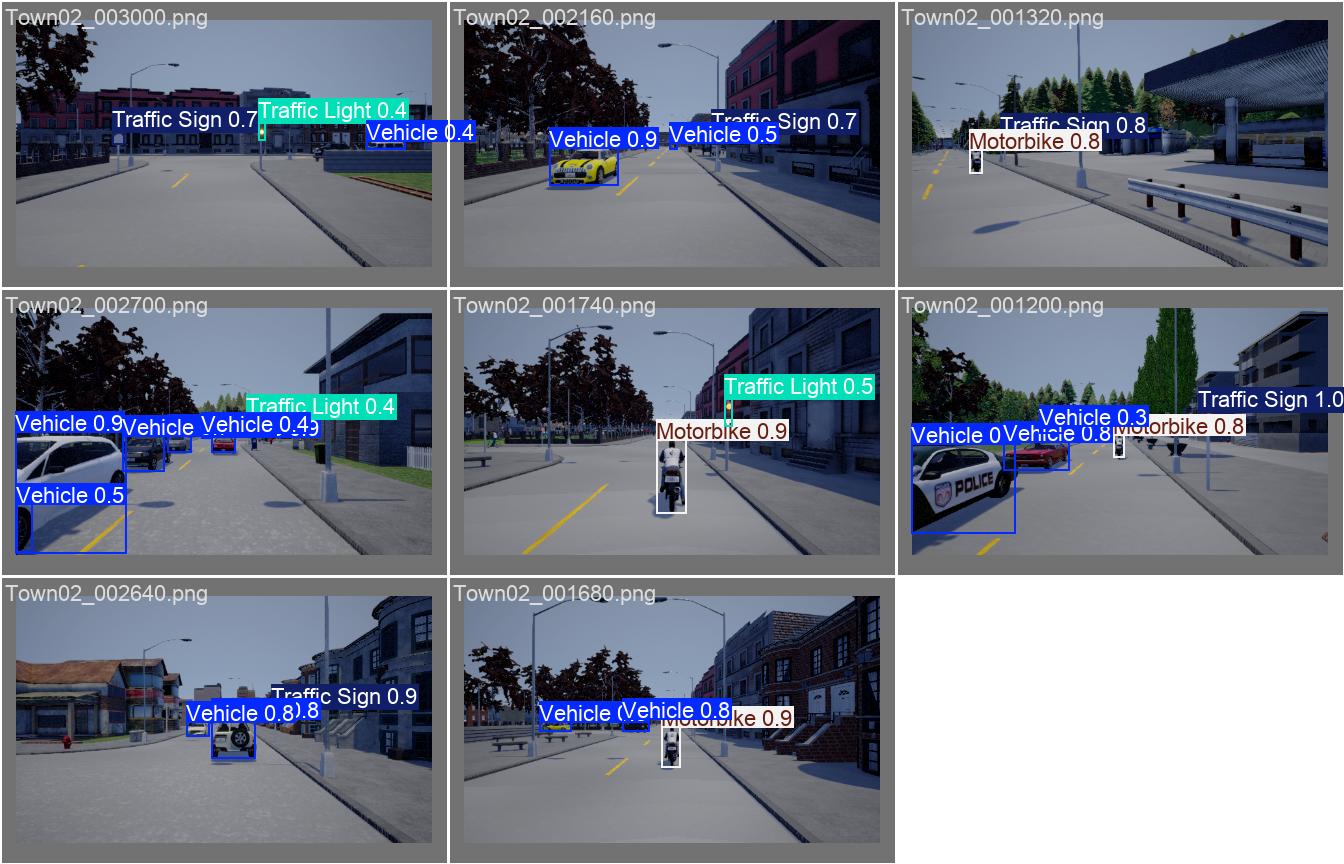 Town02_003000.png
Traffic Sign 0.7
Traffic Light 0.4
Vehicle 0.4
Town02_002160.png
Vehicle 0.9
Vehicle 0.5
Traffic Sign 0.7
Town02_001320.png
Traffic Sign 0.8
Motorbike 0.8
Town02_002700.png
Traffic Light 0.4
Vehicle 0.9
Vehicle
Vehicle 0.4
Vehicle 0.5
Town02_001740.png
Traffic Light 0.5
Motorbike 0.9
Town02_001200.png
Traffic Sign 1.0
Vehicle 0.3
Motorbike 0.8
Vehicle 0
Vehicle 0.8
POLICE
Town02_002640.png
Traffic Sign 0.9
Vehicle 0.8
Town02_001680.png
Vehicle
Vehicle 0.8
Motorbike 0.9